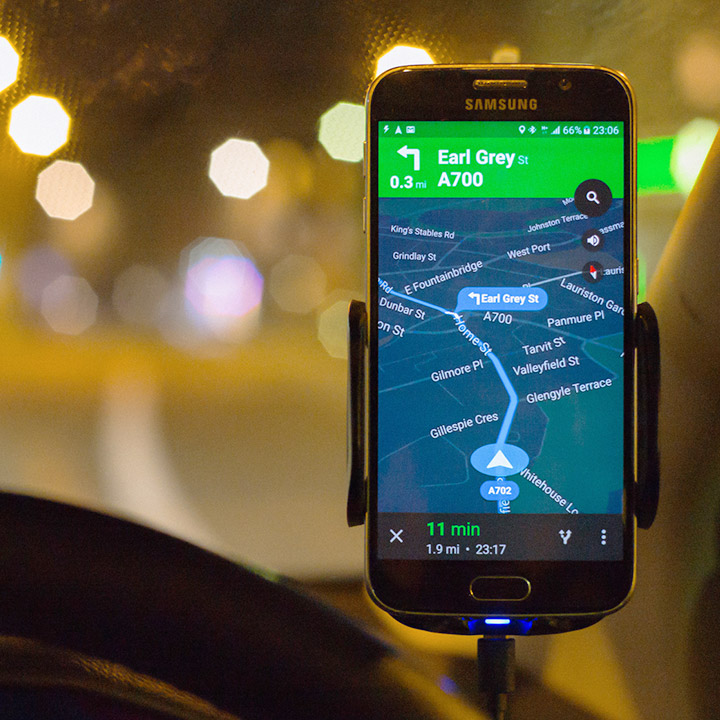 SAMSUNG
66% 23:06
Earl Grey St
0.3 mi
A700
King's Stables Rd
Johnston Terrace
Grindlay St
West Port
E Fountainbridge
Lauriston Gar
Dunbar St
Earl Grey St
A700
Panmure Pl
Home St
Tarvit St
Gilmore Pl
Valleyfield St
Glengyle Terrace
Gillespie Cres
A702
Whitehouse Lo
11 min
1.9 mi • 23:17